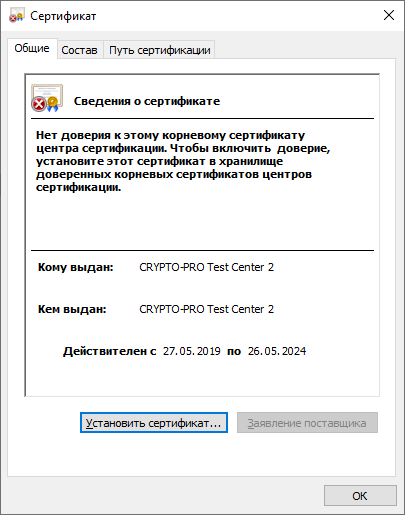 Сертификат
Общие Состав Путь сертификации
Сведения о сертификате
Нет доверия к этому корневому сертификату
центра сертификации. Чтобы включить доверие,
установите этот сертификат в хранилище
доверенных корневых сертификатов центров
сертификации.
Кому выдан: CRYPTO-PRO Test Center 2
Кем выдан: CRYPTO-PRO Test Center 2
Действителен с 27.05.2019 по 26.05.2024
Установить сертификат... Заявление поставщика
ОК